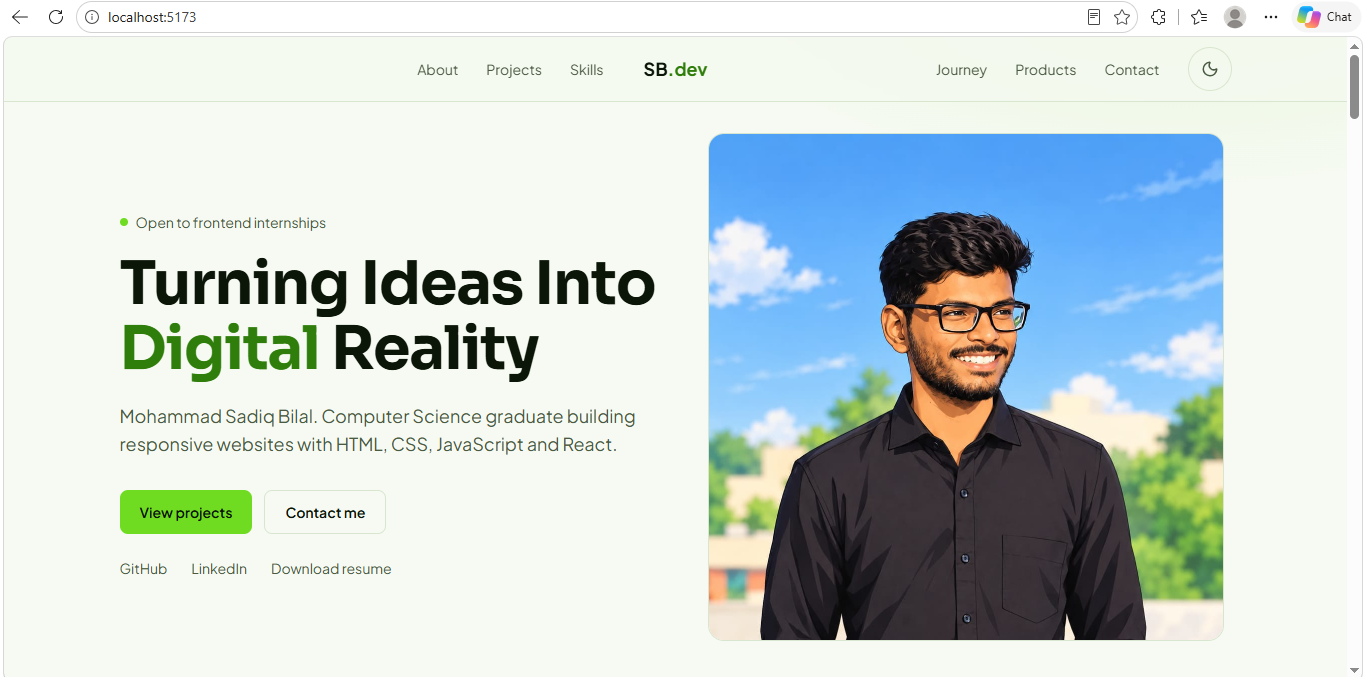 localhost:5173
Chat
About Projects Skills SB.dev Journey Products Contact
Open to frontend internships
Turning Ideas Into
Digital Reality
Mohammad Sadiq Bilal. Computer Science graduate building
responsive websites with HTML, CSS, JavaScript and React.
View projects Contact me
GitHub LinkedIn Download resume